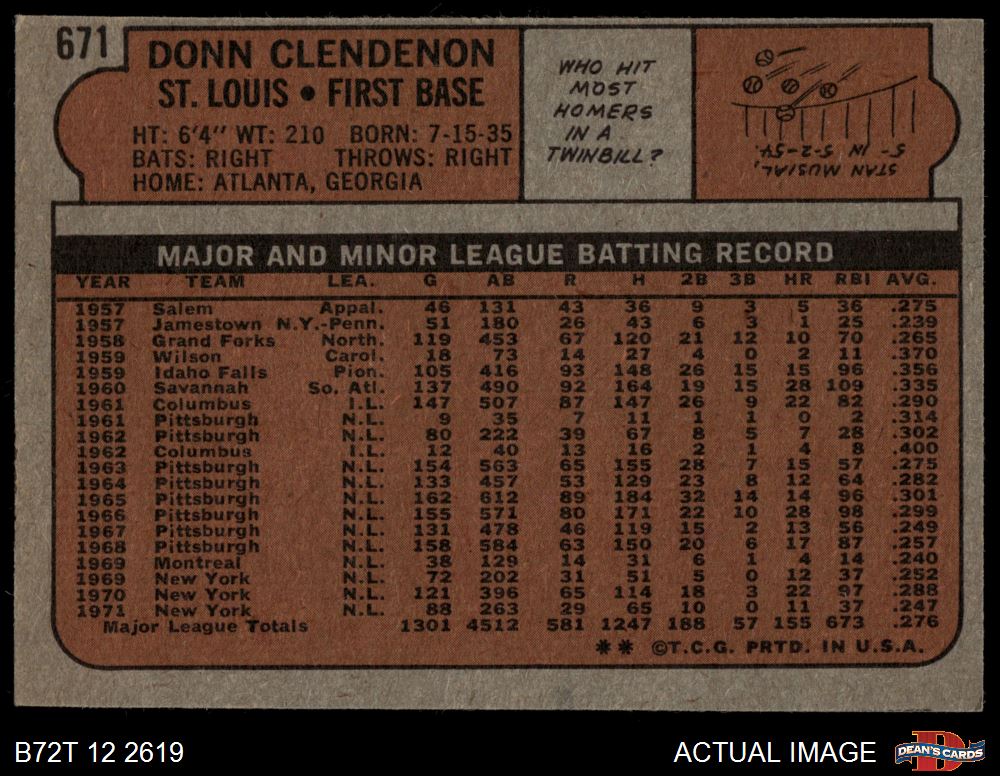 671
DONN CLENDENON
ST. LOUIS • FIRST BASE
HT: 6'4" WT: 210 BORN: 7-15-35
BATS: RIGHT THROWS: RIGHT
HOME: ATLANTA, GEORGIA
WHO HIT
MOST
HOMERS
IN A
TWINBILL?
STAN MUSIAL,
5- IN 5-2-54.
MAJOR AND MINOR LEAGUE BATTING RECORD
YEAR TEAM LEA. G AB R H 2B 3B HR RBI AVG.
1957 Salem Appal. 46 131 43 36 9 3 5 36 .275
1957 Jamestown N.Y.-Penn. 51 180 26 43 6 3 1 25 .239
1958 Grand Forks North. 119 453 67 120 21 12 10 70 .265
1959 Wilson Carol. 18 73 14 27 4 0 2 11 .370
1959 Idaho Falls Pion. 105 416 93 148 26 15 15 96 .356
1960 Savannah So. Atl. 137 490 92 164 19 15 28 109 .335
1961 Columbus I.L. 147 507 87 147 26 9 22 82 .290
1961 Pittsburgh N.L. 9 35 7 11 1 1 0 2 .314
1962 Pittsburgh N.L. 80 222 39 67 8 5 7 28 .302
1962 Columbus I.L. 12 40 13 16 2 1 4 8 .400
1963 Pittsburgh N.L. 154 563 65 155 28 7 15 57 .275
1964 Pittsburgh N.L. 133 457 53 129 23 8 12 64 .282
1965 Pittsburgh N.L. 162 612 89 184 32 14 14 96 .301
1966 Pittsburgh N.L. 155 571 80 171 22 10 28 98 .299
1967 Pittsburgh N.L. 131 478 46 119 15 2 13 56 .249
1968 Pittsburgh N.L. 158 584 63 150 20 6 17 87 .257
1969 Montreal N.L. 38 129 14 31 6 1 4 14 .240
1969 New York N.L. 72 202 31 51 5 0 12 37 .252
1970 New York N.L. 121 396 65 114 18 3 22 97 .288
1971 New York N.L. 88 263 29 65 10 0 11 37 .247
Major League Totals 1301 4512 581 1247 188 57 155 673 .276
** ©T.C.G. PRTD. IN U.S.A.
B72T 12 2619 ACTUAL IMAGE DEAN'S CARDS